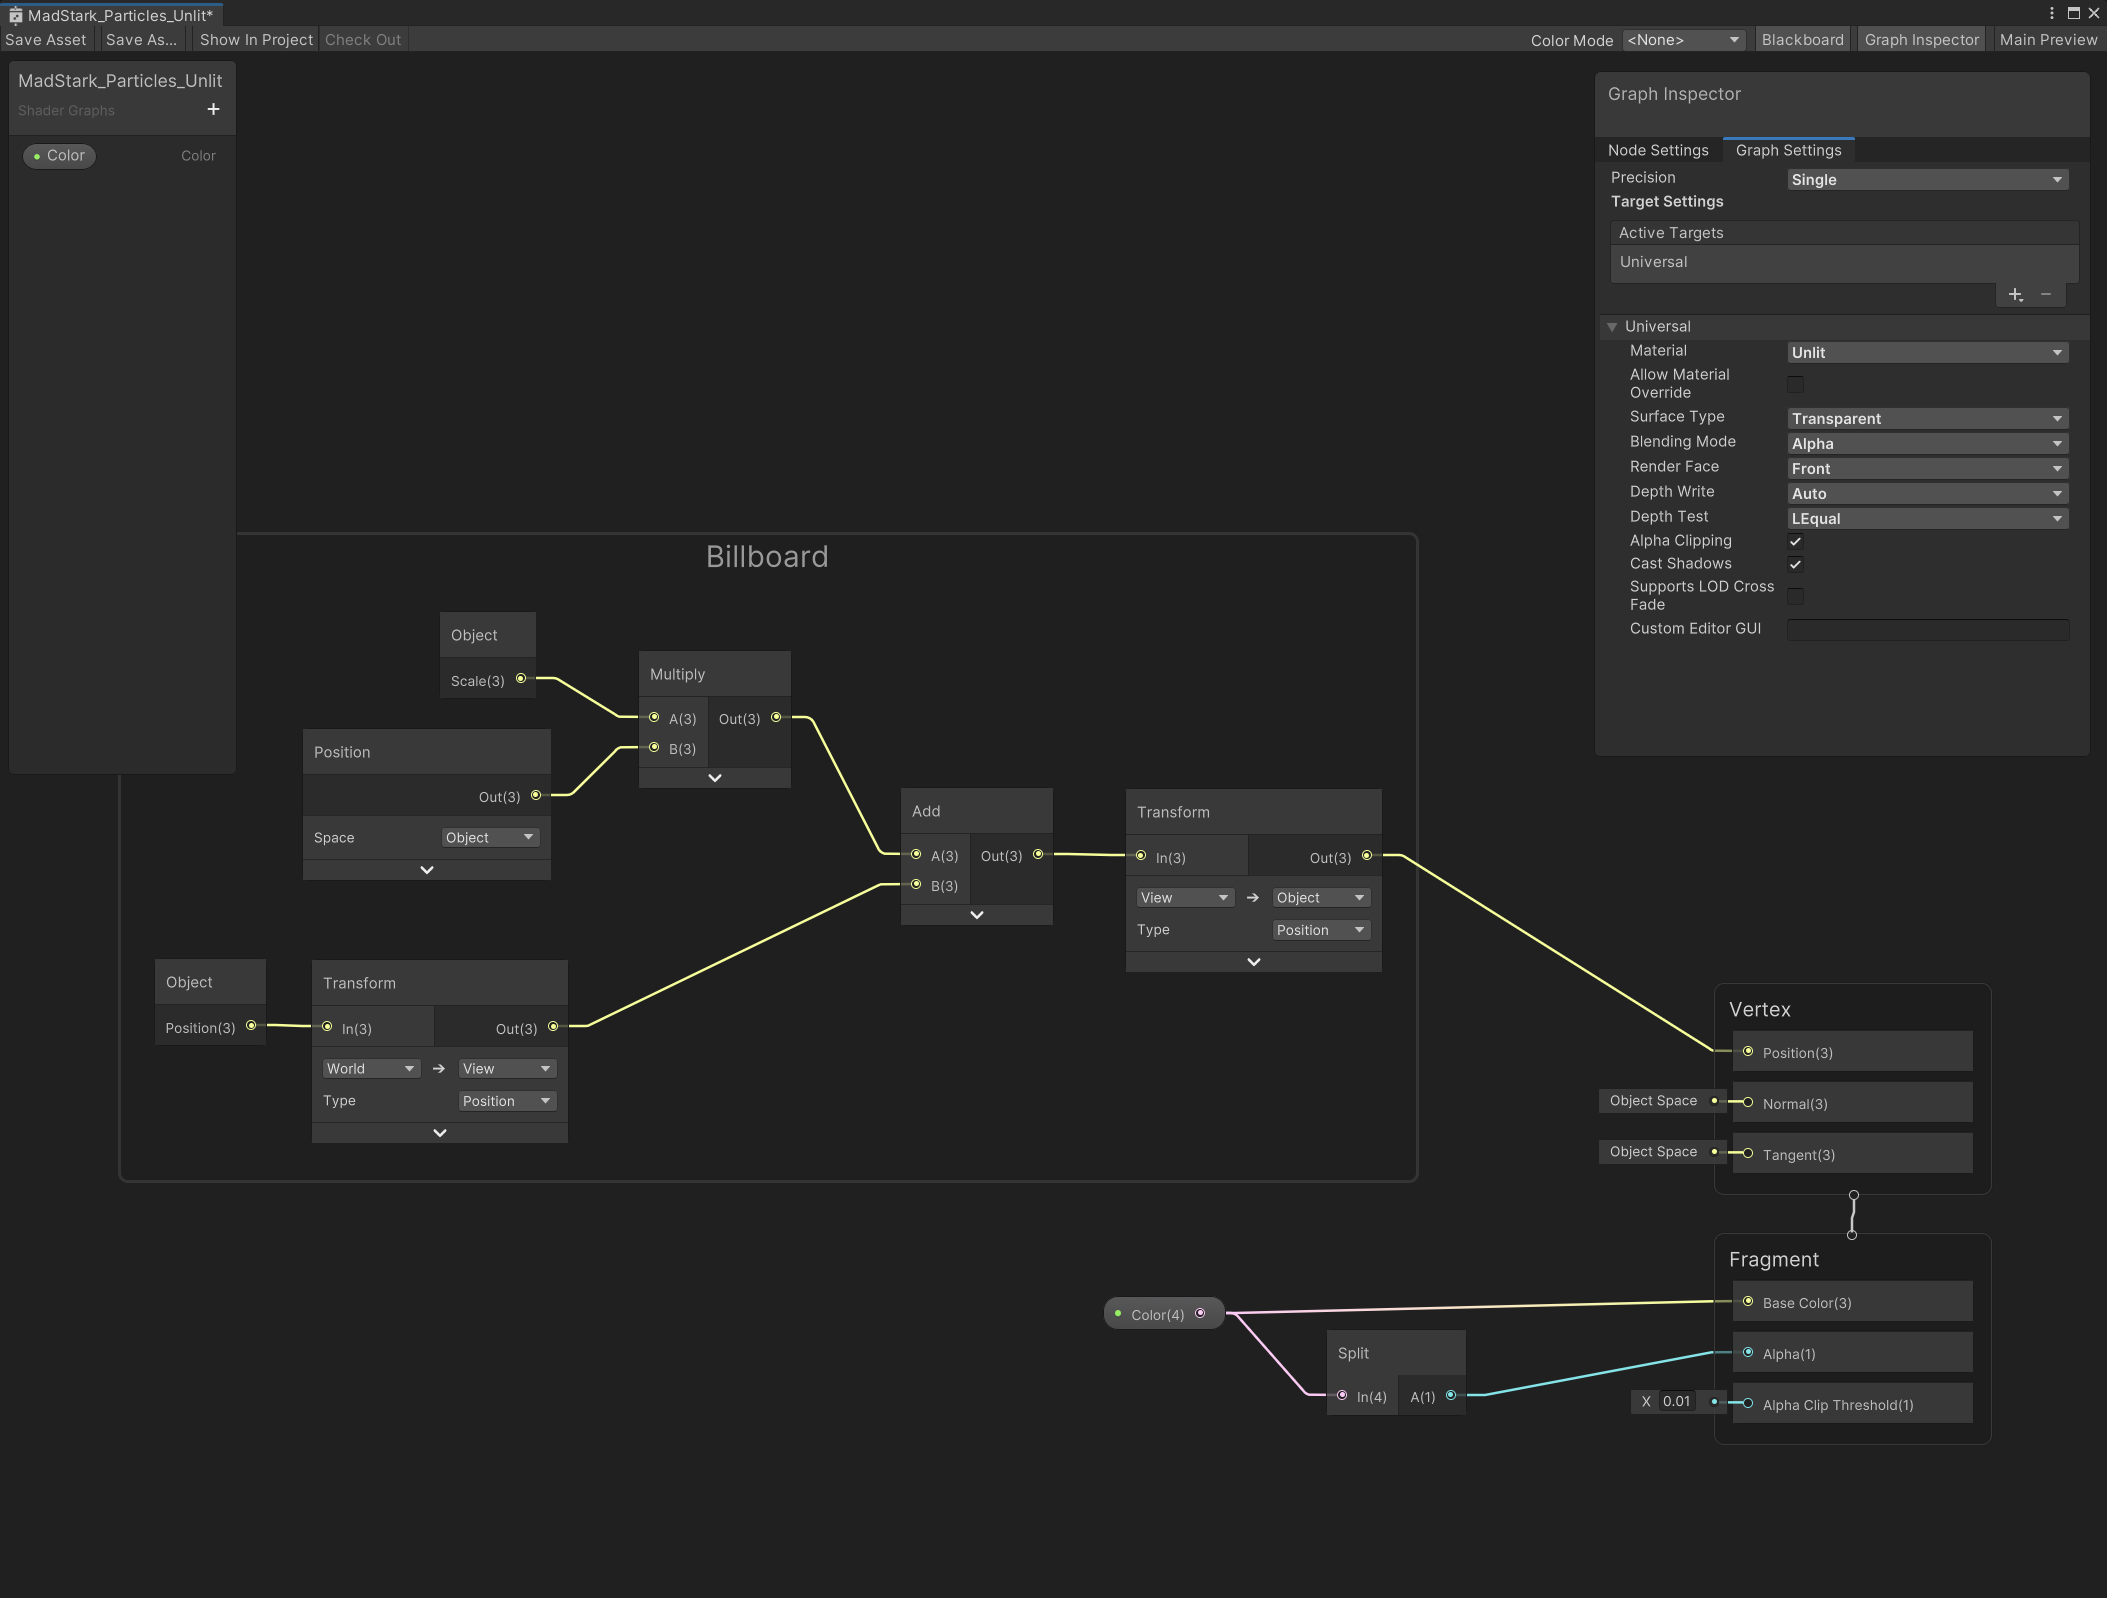 MadStark_Particles_Unlit*
Save Asset Save As... Show In Project Check Out Color Mode <None> Blackboard Graph Inspector Main Preview
MadStark_Particles_Unlit
Shader Graphs
+
Color Color
Graph Inspector
Node Settings Graph Settings
Precision Single
Target Settings
Active Targets
Universal
+ −
Universal
Material Unlit
Allow Material
Override
Surface Type Transparent
Blending Mode Alpha
Render Face Front
Depth Write Auto
Depth Test LEqual
Alpha Clipping
Cast Shadows
Supports LOD Cross
Fade
Custom Editor GUI
Billboard
Object
Scale(3)
Multiply
A(3) Out(3)
B(3)
Position
Out(3)
Space Object
Add
A(3) Out(3)
B(3)
Transform
In(3) Out(3)
View → Object
Type Position
Object
Position(3)
Transform
In(3) Out(3)
World → View
Type Position
Vertex
Position(3)
Object Space Normal(3)
Object Space Tangent(3)
Fragment
Color(4) Base Color(3)
Split
In(4) A(1)
Alpha(1)
X 0.01 Alpha Clip Threshold(1)